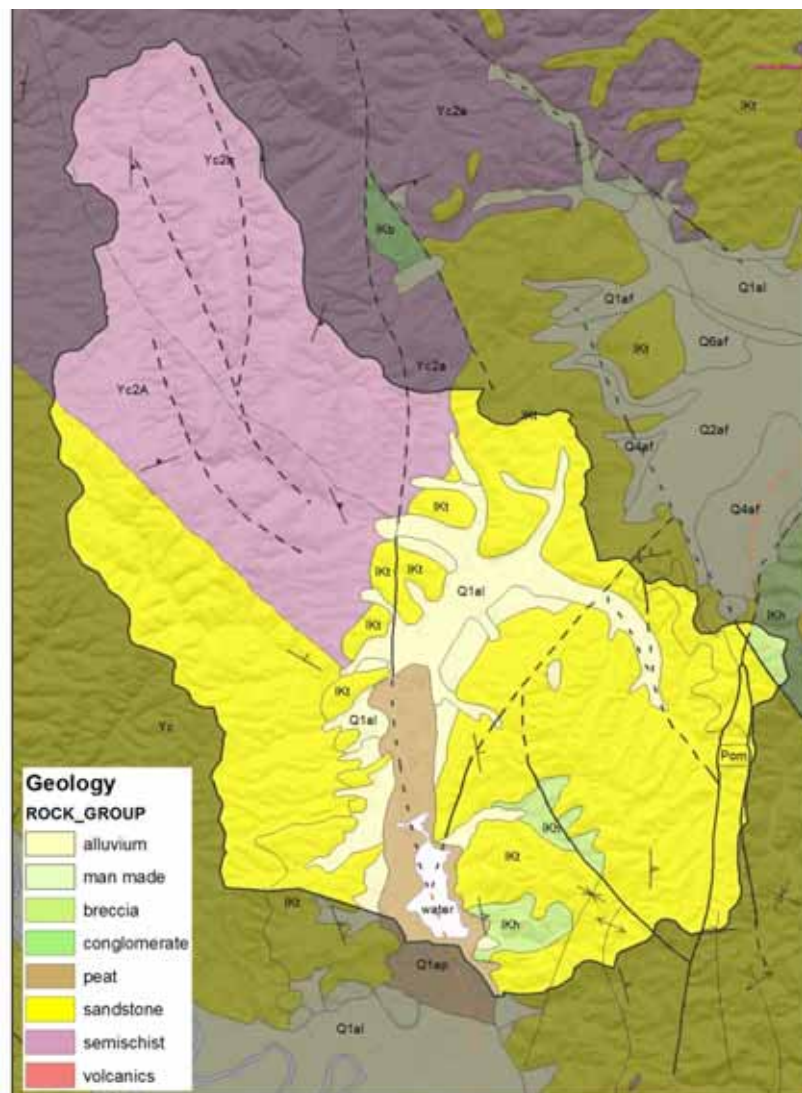 Yc2a
Yc2a
lKt
lKb
Q1al
Q1af
Q6af
lKt
Yc2a
Yc2A
lKt
Q2af
Q4af
Q4af
lKt
lKt
lKt
Q1al
lKh
lKt
lKt
Yc
Q1al
Pom
Geology
ROCK_GROUP
alluvium
man made
breccia
conglomerate
peat
sandstone
semischist
volcanics
lKh
lKt
water
lKt
lKh
Q1ap
Q1al